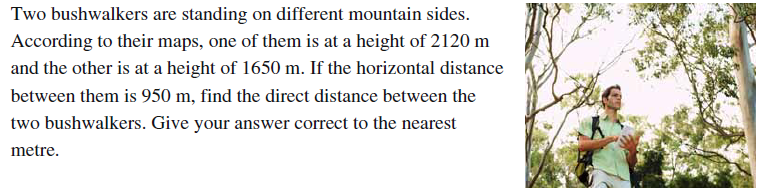 Two bushwalkers are standing on different mountain sides.
According to their maps, one of them is at a height of 2120 m
and the other is at a height of 1650 m. If the horizontal distance
between them is 950 m, find the direct distance between the
two bushwalkers. Give your answer correct to the nearest
metre.